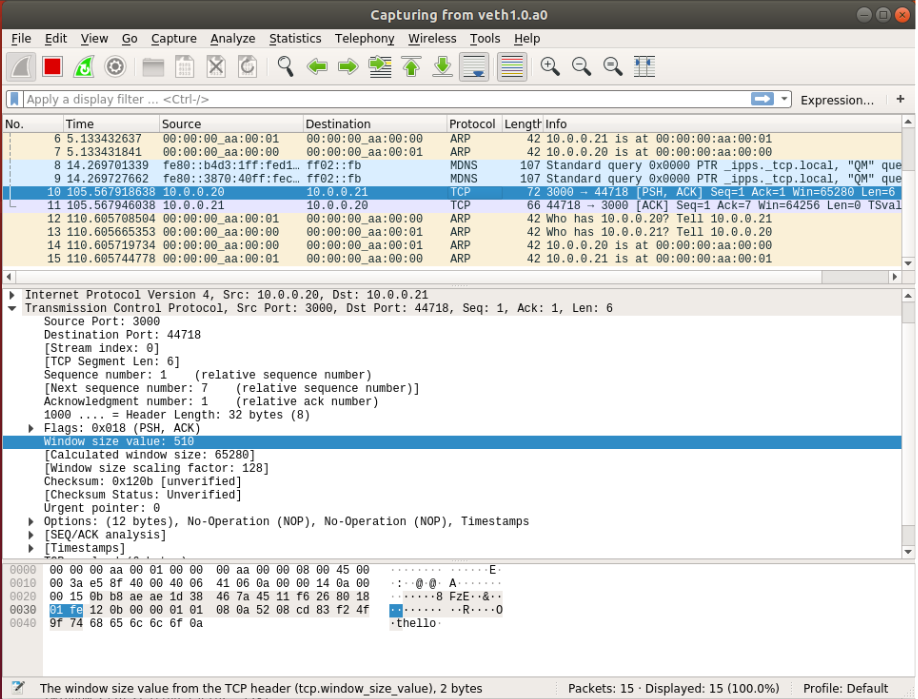 Capturing from veth1.0.a0
File Edit View Go Capture Analyze Statistics Telephony Wireless Tools Help
Apply a display filter … <Ctrl-/> Expression… +
No. Time Source Destination Protocol Length Info
6 5.133432637 00:00:00_aa:00:01 00:00:00_aa:00:00 ARP 42 10.0.0.21 is at 00:00:00:aa:00:01
7 5.133431841 00:00:00_aa:00:00 00:00:00_aa:00:01 ARP 42 10.0.0.20 is at 00:00:00:aa:00:00
8 14.269701339 fe80::b4d3:1ff:fed1… ff02::fb MDNS 107 Standard query 0x0000 PTR _ipps._tcp.local, "QM" que
9 14.269727662 fe80::3870:40ff:fec… ff02::fb MDNS 107 Standard query 0x0000 PTR _ipps._tcp.local, "QM" que
10 105.567918638 10.0.0.20 10.0.0.21 TCP 72 3000 → 44718 [PSH, ACK] Seq=1 Ack=1 Win=65280 Len=6
11 105.567946038 10.0.0.21 10.0.0.20 TCP 66 44718 → 3000 [ACK] Seq=1 Ack=7 Win=64256 Len=0 TSval
12 110.605708504 00:00:00_aa:00:01 00:00:00_aa:00:00 ARP 42 Who has 10.0.0.20? Tell 10.0.0.21
13 110.605665353 00:00:00_aa:00:00 00:00:00_aa:00:01 ARP 42 Who has 10.0.0.21? Tell 10.0.0.20
14 110.605719734 00:00:00_aa:00:00 00:00:00_aa:00:01 ARP 42 10.0.0.20 is at 00:00:00:aa:00:00
15 110.605744778 00:00:00_aa:00:01 00:00:00_aa:00:00 ARP 42 10.0.0.21 is at 00:00:00:aa:00:01
Internet Protocol Version 4, Src: 10.0.0.20, Dst: 10.0.0.21
Transmission Control Protocol, Src Port: 3000, Dst Port: 44718, Seq: 1, Ack: 1, Len: 6
Source Port: 3000
Destination Port: 44718
[Stream index: 0]
[TCP Segment Len: 6]
Sequence number: 1 (relative sequence number)
[Next sequence number: 7 (relative sequence number)]
Acknowledgment number: 1 (relative ack number)
1000 .... = Header Length: 32 bytes (8)
Flags: 0x018 (PSH, ACK)
Window size value: 510
[Calculated window size: 65280]
[Window size scaling factor: 128]
Checksum: 0x120b [unverified]
[Checksum Status: Unverified]
Urgent pointer: 0
Options: (12 bytes), No-Operation (NOP), No-Operation (NOP), Timestamps
[SEQ/ACK analysis]
[Timestamps]
0000 00 00 00 aa 00 01 00 00 00 aa 00 00 08 00 45 00 ········ ······E·
0010 00 3a e5 8f 40 00 40 06 41 06 0a 00 00 14 0a 00 ·:··@·@· A·······
0020 00 15 0b b8 ae ae 1d 38 46 7a 45 11 f6 26 80 18 ·······8 FzE··&··
0030 01 fe 12 0b 00 00 01 01 08 0a 52 08 cd 83 f2 4f ········ ··R····O
0040 9f 74 68 65 6c 6c 6f 0a ·thello·
The window size value from the TCP header (tcp.window_size_value), 2 bytes Packets: 15 · Displayed: 15 (100.0%) Profile: Default